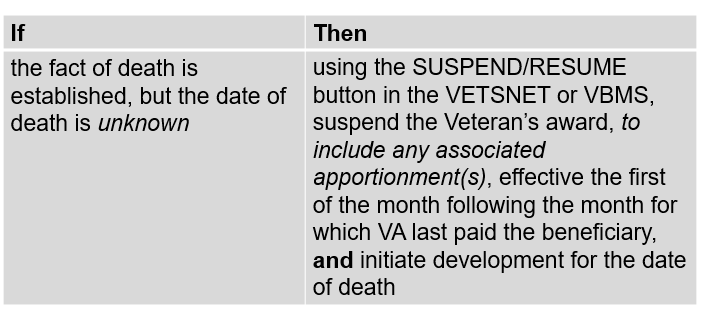 If
Then
the fact of death is
established, but the date of
death is unknown
using the SUSPEND/RESUME
button in the VETSNET or VBMS,
suspend the Veteran’s award, to
include any associated
apportionment(s), effective the first
of the month following the month for
which VA last paid the beneficiary,
and initiate development for the date
of death